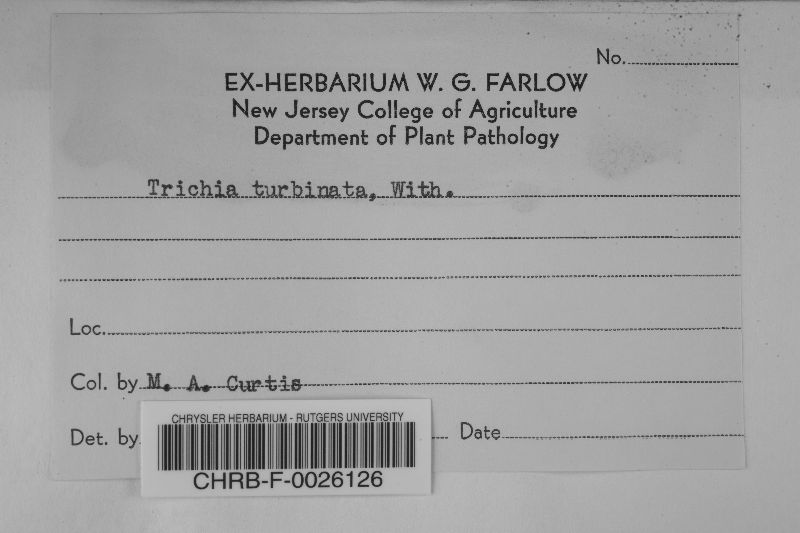 No.
EX-HERBARIUM W. G. FARLOW
New Jersey College of Agriculture
Department of Plant Pathology
Trichia turbinata, With.
Loc.
Col. by M. A. Curtis
Det. by
Date
CHRYSLER HERBARIUM - RUTGERS UNIVERSITY
CHRB-F-0026126